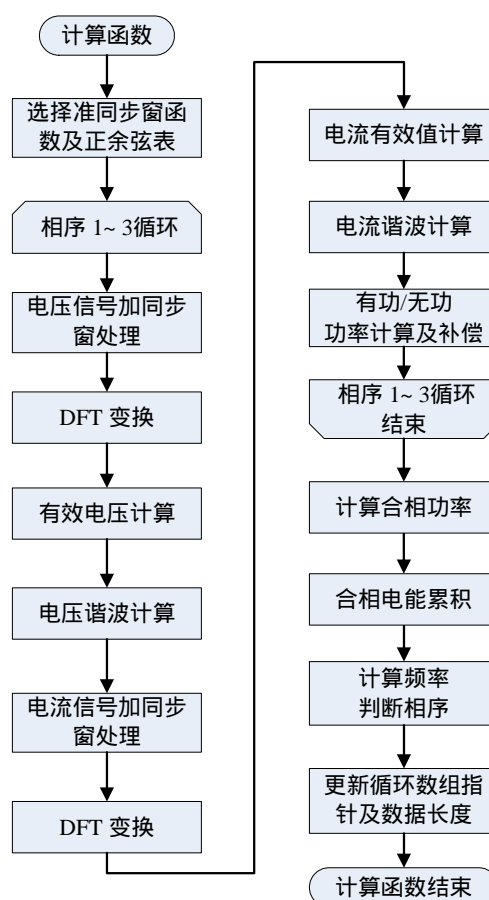 计算函数
选择准同步窗函
数及正余弦表
相序 1~ 3循环
电压信号加同步
窗处理
DFT 变换
有效电压计算
电压谐波计算
电流信号加同步
窗处理
DFT 变换
电流有效值计算
电流谐波计算
有功/无功
功率计算及补偿
相序 1~ 3循环
结束
计算合相功率
合相电能累积
计算频率
判断相序
更新循环数组指
针及数据长度
计算函数结束